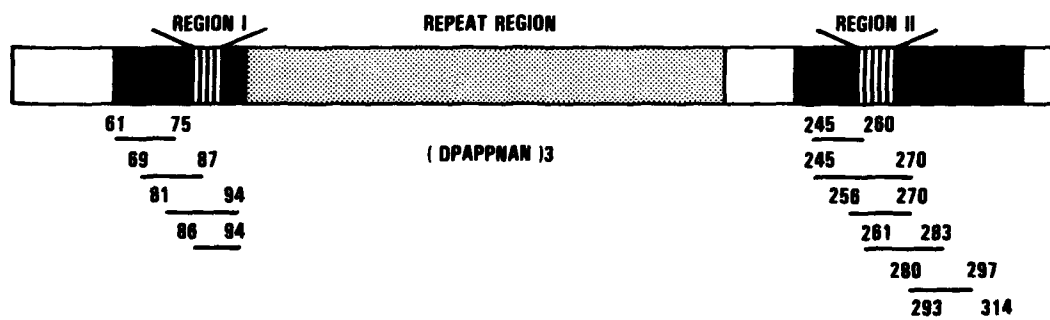 REGION I REPEAT REGION REGION II
61 75 245 260
(DPAPPNAN)3
69 87 245 270
81 94 256 270
86 94 261 283
280 297
293 314